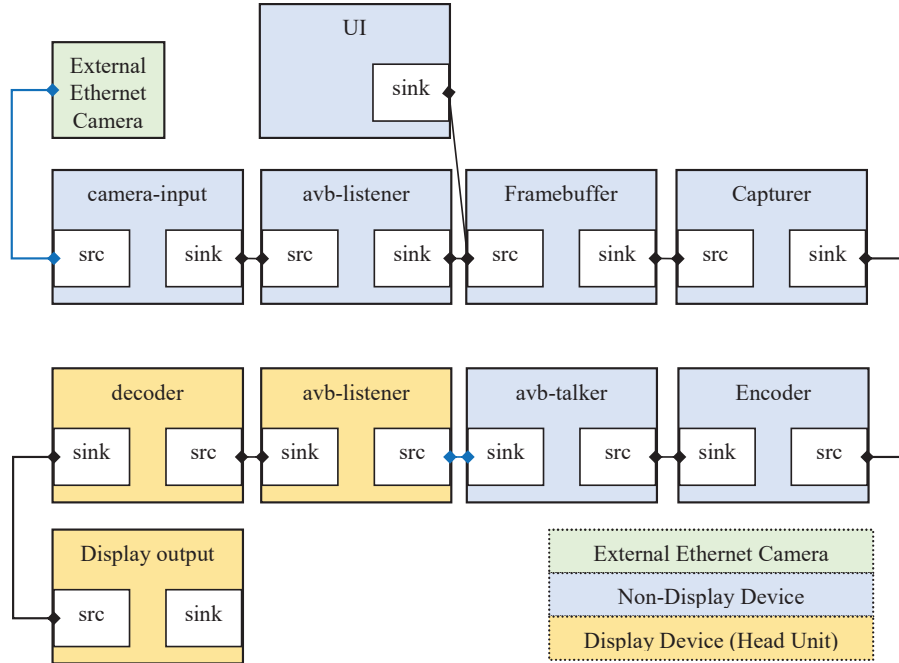 UI
External
Ethernet
Camera
sink
camera-input
avb-listener
Framebuffer
Capturer
src sink src sink src sink src sink
decoder
avb-listener
avb-talker
Encoder
sink src sink src sink src sink src
Display output
src sink
External Ethernet Camera
Non-Display Device
Display Device (Head Unit)